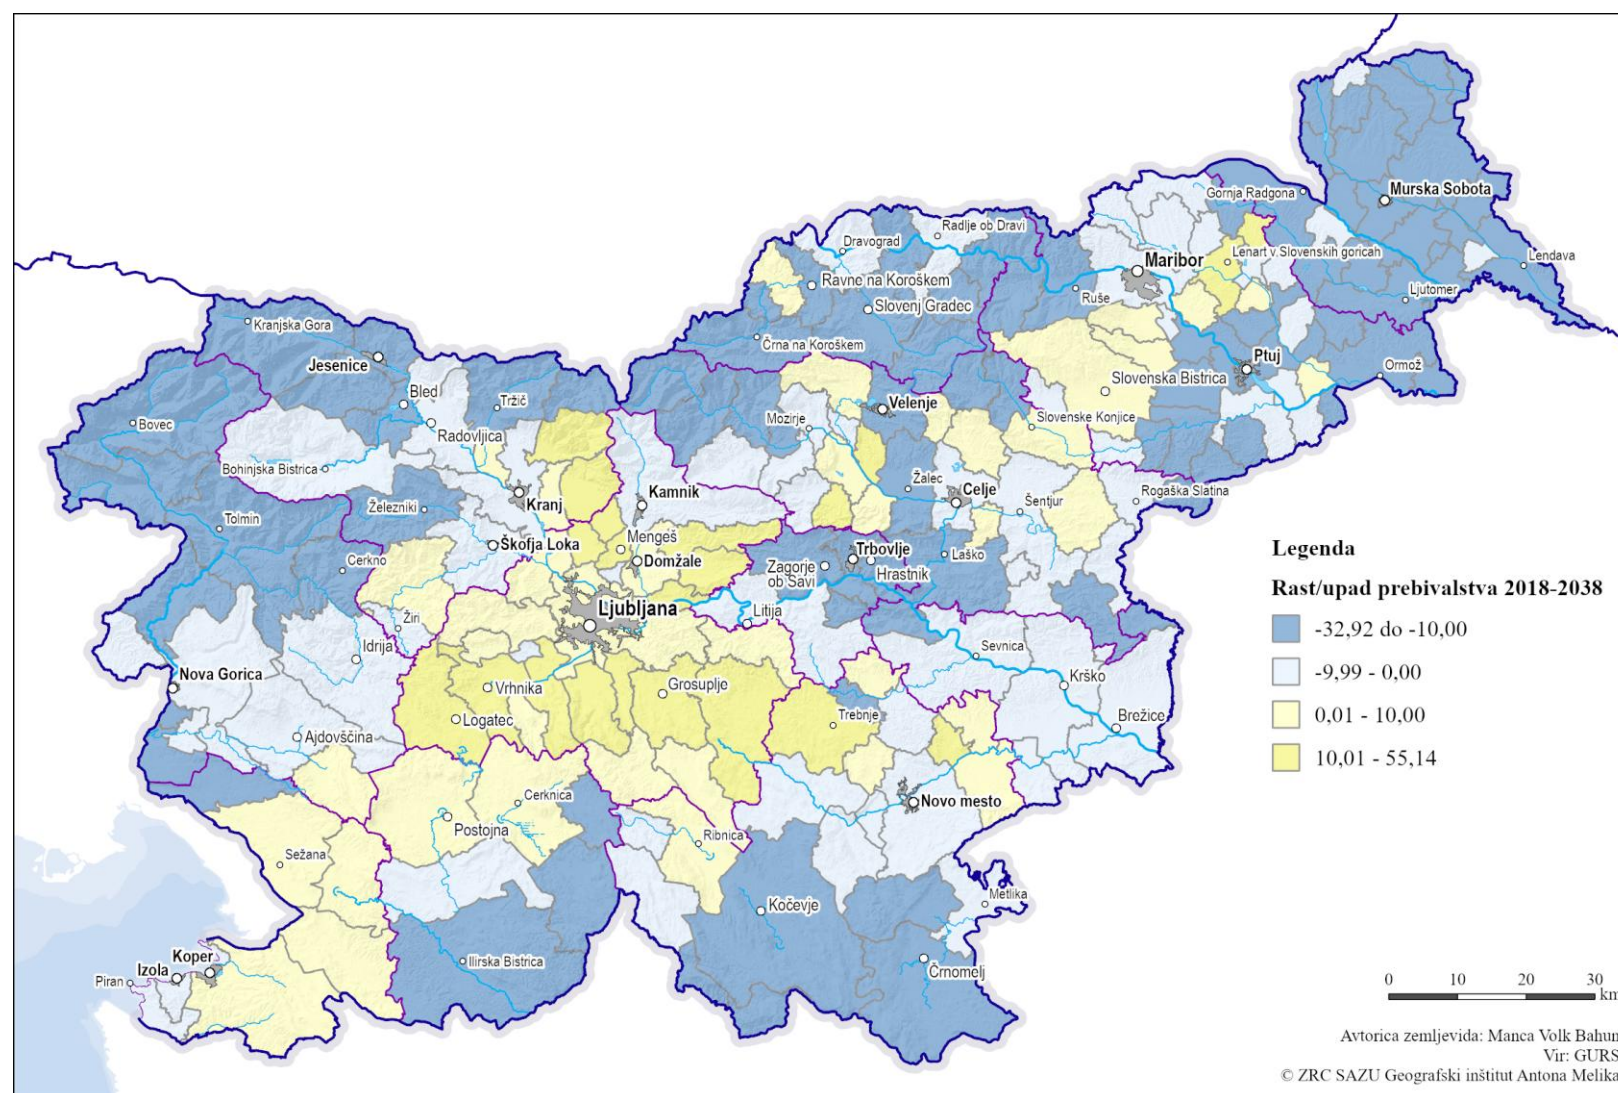 Murska Sobota
Gornja Radgona
Radlje ob Dravi
Dravograd
Maribor
Lenart v Slovenskih goricah
Lendava
Ravne na Koroškem
Ruše
Ljutomer
Slovenj Gradec
Kranjska Gora
Črna na Koroškem
Jesenice
Ptuj
Ormož
Slovenska Bistrica
Bled
Tržič
Velenje
Bovec
Mozirje
Slovenske Konjice
Radovljica
Bohinjska Bistrica
Žalec
Celje
Rogaška Slatina
Kranj
Kamnik
Šentjur
Železniki
Tolmin
Mengeš
Škofja Loka
Trbovlje
Laško
Domžale
Zagorje
ob Savi
Hrastnik
Cerkno
Ljubljana
Litija
Žiri
Idrija
Sevnica
Nova Gorica
Vrhnika
Grosuplje
Krško
Logatec
Trebnje
Brežice
Ajdovščina
Cerknica
Novo mesto
Postojna
Ribnica
Sežana
Metlika
Kočevje
Koper
Izola
Piran
Ilirska Bistrica
Črnomelj
Legenda
Rast/upad prebivalstva 2018-2038
-32,92 do -10,00
-9,99 - 0,00
0,01 - 10,00
10,01 - 55,14
0 10 20 30
km
Avtorica zemljevida: Manca Volk Bahun
Vir: GURS
© ZRC SAZU Geografski inštitut Antona Melika